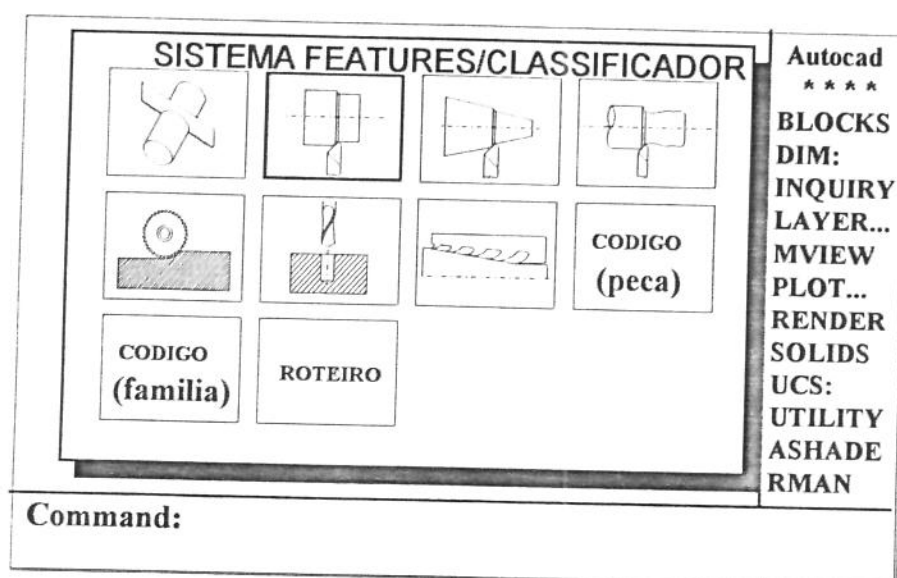 SISTEMA FEATURES/CLASSIFICADOR
CODIGO
(peca)
CODIGO
(familia)
ROTEIRO
Autocad
****
BLOCKS
DIM:
INQUIRY
LAYER...
MVIEW
PLOT...
RENDER
SOLIDS
UCS:
UTILITY
ASHADE
RMAN
Command: